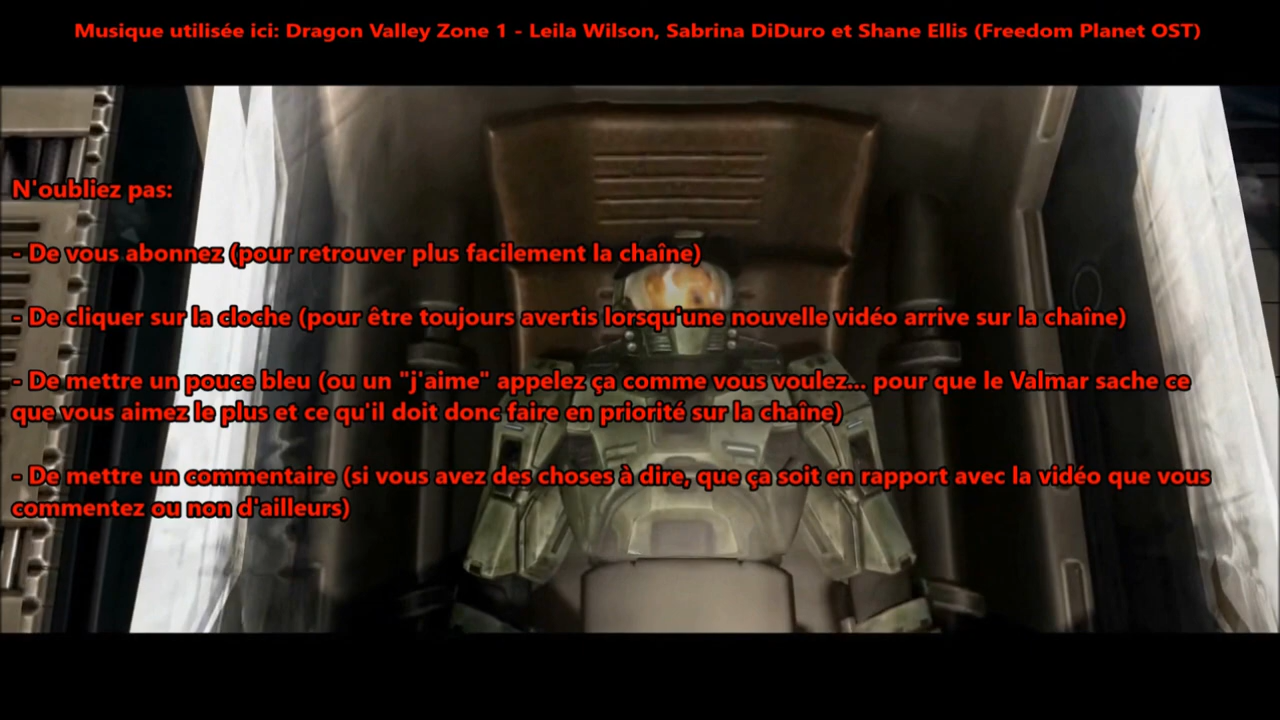 Musique utilisée ici: Dragon Valley Zone 1 - Leila Wilson, Sabrina DiDuro et Shane Ellis (Freedom Planet OST)
N'oubliez pas:
- De vous abonnez (pour retrouver plus facilement la chaîne)
- De cliquer sur la cloche (pour être toujours avertis lorsqu'une nouvelle vidéo arrive sur la chaîne)
- De mettre un pouce bleu (ou un "j'aime" appelez ça comme vous voulez... pour que le Valmar sache ce
que vous aimez le plus et ce qu'il doit donc faire en priorité sur la chaîne)
- De mettre un commentaire (si vous avez des choses à dire, que ça soit en rapport avec la vidéo que vous
commentez ou non d'ailleurs)